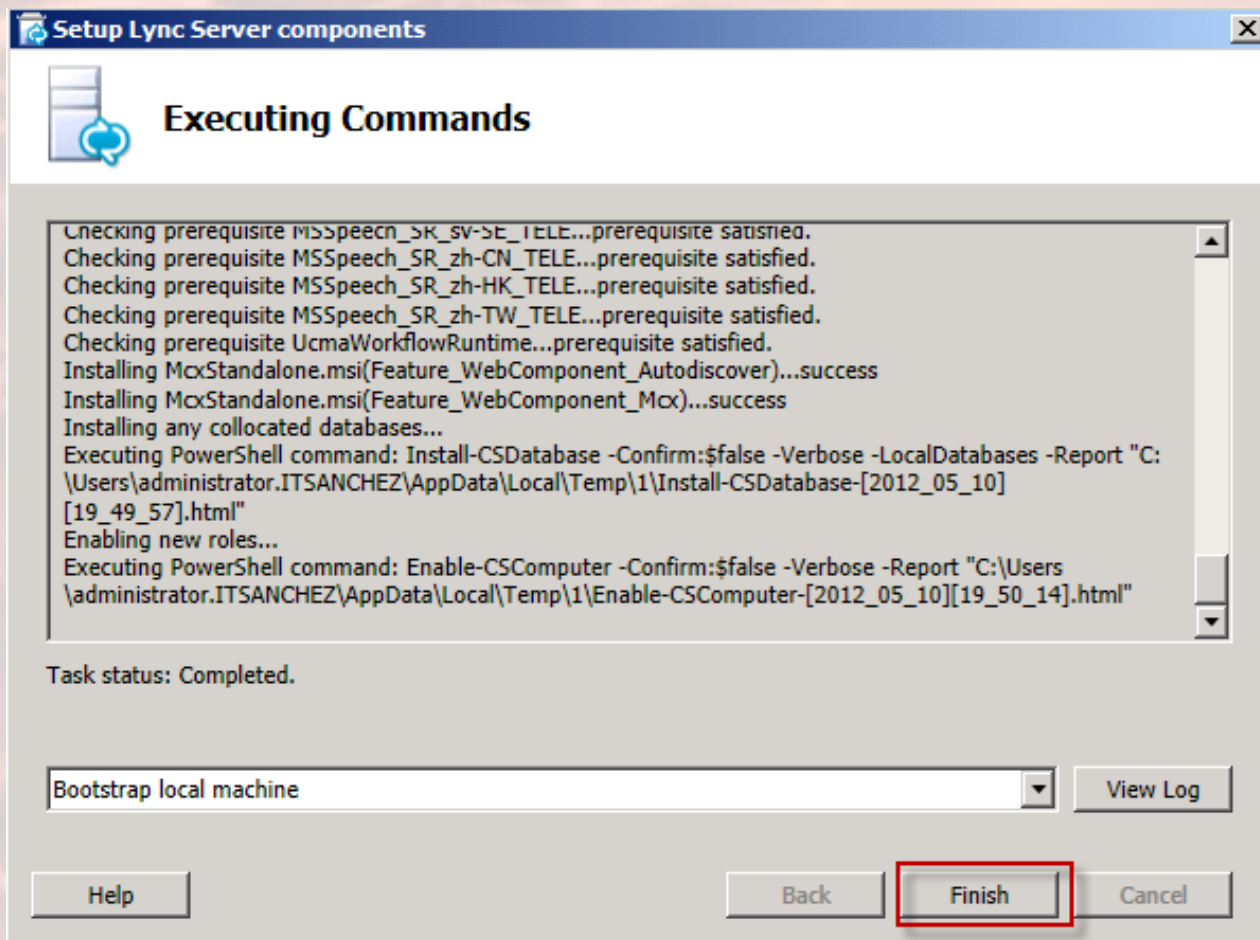 Setup Lync Server components
Executing Commands
Checking prerequisite MSSpeech_SR_sv-SE_TELE...prerequisite satisfied.
Checking prerequisite MSSpeech_SR_zh-CN_TELE...prerequisite satisfied.
Checking prerequisite MSSpeech_SR_zh-HK_TELE...prerequisite satisfied.
Checking prerequisite MSSpeech_SR_zh-TW_TELE...prerequisite satisfied.
Checking prerequisite UcmaWorkflowRuntime...prerequisite satisfied.
Installing McxStandalone.msi(Feature_WebComponent_Autodiscover)...success
Installing McxStandalone.msi(Feature_WebComponent_Mcx)...success
Installing any collocated databases...
Executing PowerShell command: Install-CSDatabase -Confirm:$false -Verbose -LocalDatabases -Report "C:
\Users\administrator.ITSANCHEZ\AppData\Local\Temp\1\Install-CSDatabase-[2012_05_10]
[19_49_57].html"
Enabling new roles...
Executing PowerShell command: Enable-CSComputer -Confirm:$false -Verbose -Report "C:\Users
\administrator.ITSANCHEZ\AppData\Local\Temp\1\Enable-CSComputer-[2012_05_10][19_50_14].html"
Task status: Completed.
Bootstrap local machine
View Log
Help
Back
Finish
Cancel